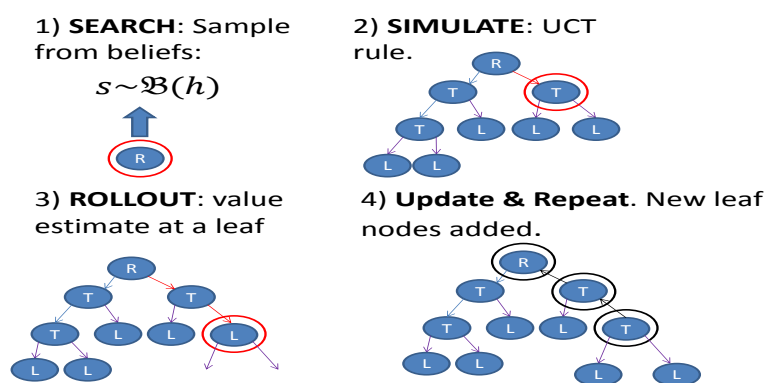 1) SEARCH: Sample
from beliefs:
s~𝔅(h)
R
2) SIMULATE: UCT
rule.
R
T T
T L L L
L L
3) ROLLOUT: value
estimate at a leaf
R
T T
T L L L
L L
4) Update & Repeat. New leaf
nodes added.
R
T T
T L L T
L L L L